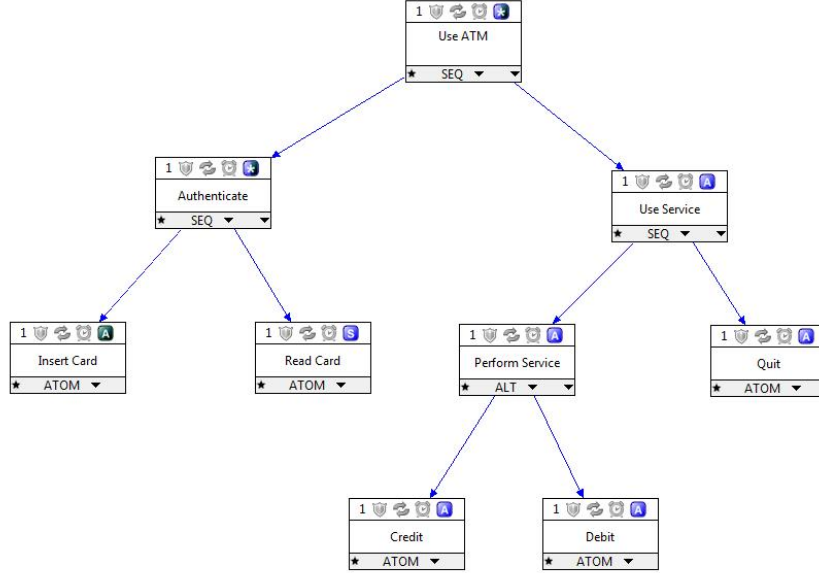 1
Use ATM
SEQ
1
Authenticate
SEQ
1 A
Use Service
SEQ
1 A
Insert Card
ATOM
1 S
Read Card
ATOM
1 A
Perform Service
ALT
1 A
Quit
ATOM
1 A
Credit
ATOM
1 A
Debit
ATOM